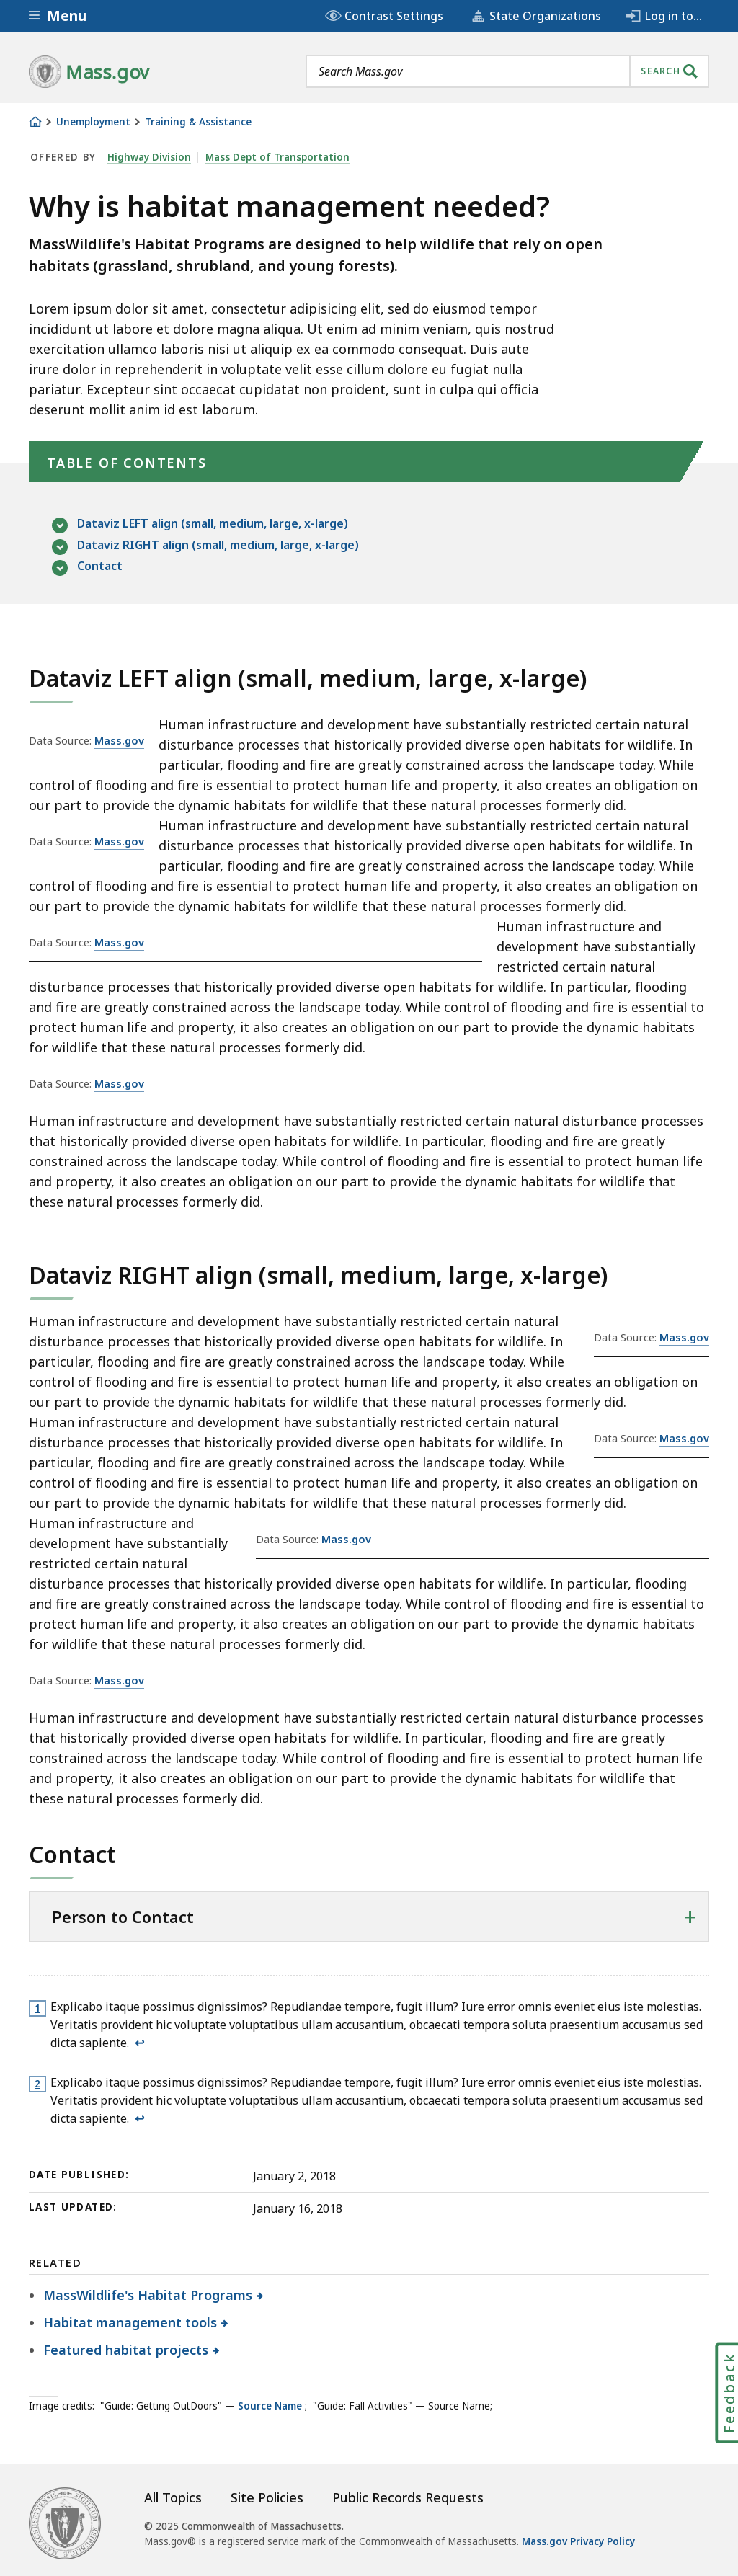 Menu
Contrast Settings
State Organizations
Log in to...
Mass.gov
Search Mass.gov
SEARCH
Unemployment
Training & Assistance
OFFERED BY Highway Division Mass Dept of Transportation
Why is habitat management needed?
MassWildlife's Habitat Programs are designed to help wildlife that rely on open
habitats (grassland, shrubland, and young forests).
Lorem ipsum dolor sit amet, consectetur adipisicing elit, sed do eiusmod tempor
incididunt ut labore et dolore magna aliqua. Ut enim ad minim veniam, quis nostrud
exercitation ullamco laboris nisi ut aliquip ex ea commodo consequat. Duis aute
irure dolor in reprehenderit in voluptate velit esse cillum dolore eu fugiat nulla
pariatur. Excepteur sint occaecat cupidatat non proident, sunt in culpa qui officia
deserunt mollit anim id est laborum.
TABLE OF CONTENTS
Dataviz LEFT align (small, medium, large, x-large)
Dataviz RIGHT align (small, medium, large, x-large)
Contact
Dataviz LEFT align (small, medium, large, x-large)
Data Source: Mass.gov
Human infrastructure and development have substantially restricted certain natural
disturbance processes that historically provided diverse open habitats for wildlife. In
particular, flooding and fire are greatly constrained across the landscape today. While
control of flooding and fire is essential to protect human life and property, it also creates an obligation on
our part to provide the dynamic habitats for wildlife that these natural processes formerly did.
Data Source: Mass.gov
Human infrastructure and development have substantially restricted certain natural
disturbance processes that historically provided diverse open habitats for wildlife. In
particular, flooding and fire are greatly constrained across the landscape today. While
control of flooding and fire is essential to protect human life and property, it also creates an obligation on
our part to provide the dynamic habitats for wildlife that these natural processes formerly did.
Data Source: Mass.gov
Human infrastructure and
development have substantially
restricted certain natural
disturbance processes that historically provided diverse open habitats for wildlife. In particular, flooding
and fire are greatly constrained across the landscape today. While control of flooding and fire is essential to
protect human life and property, it also creates an obligation on our part to provide the dynamic habitats
for wildlife that these natural processes formerly did.
Data Source: Mass.gov
Human infrastructure and development have substantially restricted certain natural disturbance processes
that historically provided diverse open habitats for wildlife. In particular, flooding and fire are greatly
constrained across the landscape today. While control of flooding and fire is essential to protect human life
and property, it also creates an obligation on our part to provide the dynamic habitats for wildlife that
these natural processes formerly did.
Dataviz RIGHT align (small, medium, large, x-large)
Human infrastructure and development have substantially restricted certain natural
disturbance processes that historically provided diverse open habitats for wildlife. In
particular, flooding and fire are greatly constrained across the landscape today. While
Data Source: Mass.gov
control of flooding and fire is essential to protect human life and property, it also creates an obligation on
our part to provide the dynamic habitats for wildlife that these natural processes formerly did.
Human infrastructure and development have substantially restricted certain natural
disturbance processes that historically provided diverse open habitats for wildlife. In
particular, flooding and fire are greatly constrained across the landscape today. While
Data Source: Mass.gov
control of flooding and fire is essential to protect human life and property, it also creates an obligation on
our part to provide the dynamic habitats for wildlife that these natural processes formerly did.
Human infrastructure and
development have substantially
restricted certain natural
Data Source: Mass.gov
disturbance processes that historically provided diverse open habitats for wildlife. In particular, flooding
and fire are greatly constrained across the landscape today. While control of flooding and fire is essential to
protect human life and property, it also creates an obligation on our part to provide the dynamic habitats
for wildlife that these natural processes formerly did.
Data Source: Mass.gov
Human infrastructure and development have substantially restricted certain natural disturbance processes
that historically provided diverse open habitats for wildlife. In particular, flooding and fire are greatly
constrained across the landscape today. While control of flooding and fire is essential to protect human life
and property, it also creates an obligation on our part to provide the dynamic habitats for wildlife that
these natural processes formerly did.
Contact
Person to Contact +
1 Explicabo itaque possimus dignissimos? Repudiandae tempore, fugit illum? Iure error omnis eveniet eius iste molestias.
Veritatis provident hic voluptate voluptatibus ullam accusantium, obcaecati tempora soluta praesentium accusamus sed
dicta sapiente. ↩
2 Explicabo itaque possimus dignissimos? Repudiandae tempore, fugit illum? Iure error omnis eveniet eius iste molestias.
Veritatis provident hic voluptate voluptatibus ullam accusantium, obcaecati tempora soluta praesentium accusamus sed
dicta sapiente. ↩
DATE PUBLISHED: January 2, 2018
LAST UPDATED: January 16, 2018
RELATED
MassWildlife's Habitat Programs
Habitat management tools
Featured habitat projects
Feedback
Image credits: "Guide: Getting OutDoors" — Source Name ; "Guide: Fall Activities" — Source Name;
All Topics Site Policies Public Records Requests
© 2025 Commonwealth of Massachusetts.
Mass.gov® is a registered service mark of the Commonwealth of Massachusetts. Mass.gov Privacy Policy